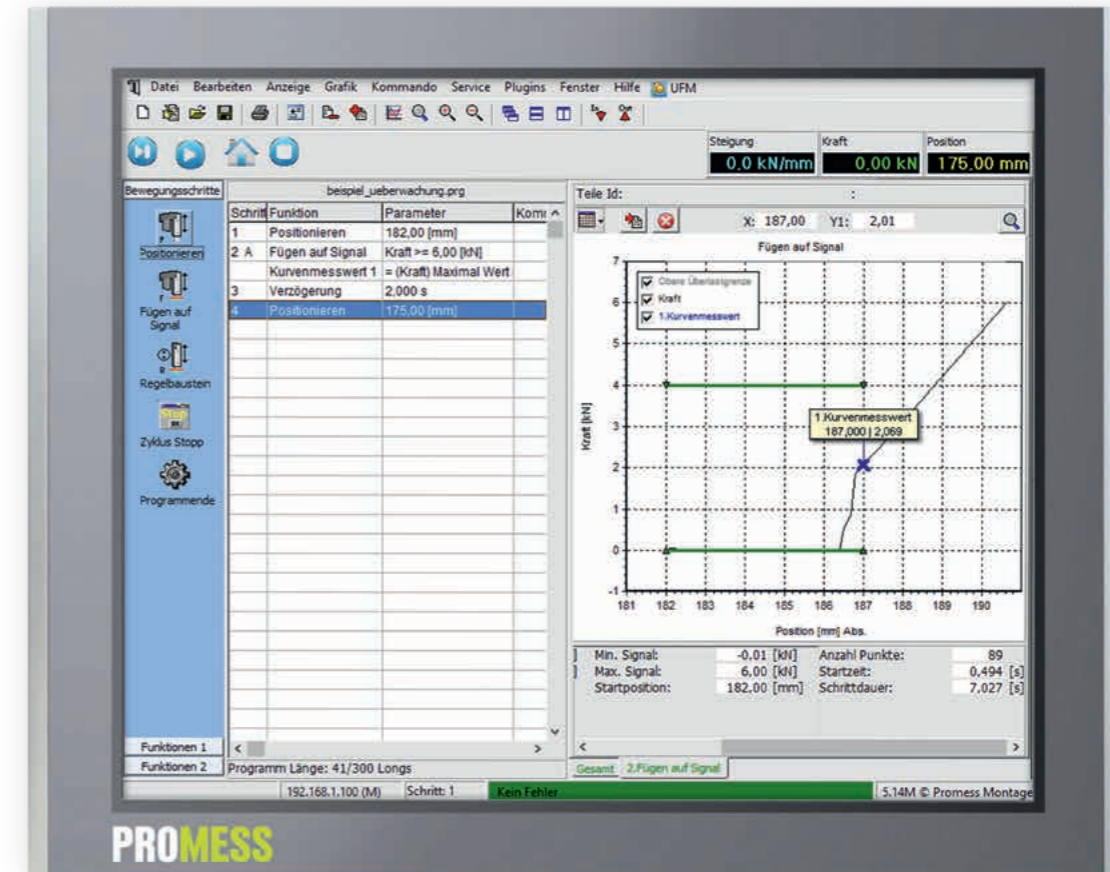 Datei Bearbeiten Anzeige Grafik Kommando Service Plugins Fenster Hilfe UFM
Steigung Kraft Position
0,0 kN/mm 0,00 kN 175,00 mm
Bewegungsschritte
Positionieren
Fügen auf
Signal
Regelbaustein
Stop
Zyklus Stopp
Programmende
Funktionen 1
Funktionen 2
beispiel_ueberwachung.prg
Schritt Funktion Parameter Komm
1 Positionieren 182,00 [mm]
2 A Fügen auf Signal Kraft >= 6,00 [kN]
Kurvenmesswert 1 = (Kraft) Maximal Wert
3 Verzögerung 2,000 s
4 Positionieren 175,00 [mm]
Programm Länge: 41/300 Longs
Teile Id: :
X: 187,00 Y1: 2,01
Fügen auf Signal
Obere Überlastgrenze
Kraft
1.Kurvenmesswert
7
6
5
4
3
2
1
0
-1
Kraft [kN]
1.Kurvenmesswert
187,000 | 2,069
181 182 183 184 185 186 187 188 189 190
Position [mm] Abs.
Min. Signal: -0,01 [kN] Anzahl Punkte: 89
Max. Signal: 6,00 [kN] Startzeit: 0,494 [s]
Startposition: 182,00 [mm] Schrittdauer: 7,027 [s]
Gesamt 2.Fügen auf Signal
192.168.1.100 (M) Schritt: 1 Kein Fehler 5.14M © Promess Montage
PROMESS